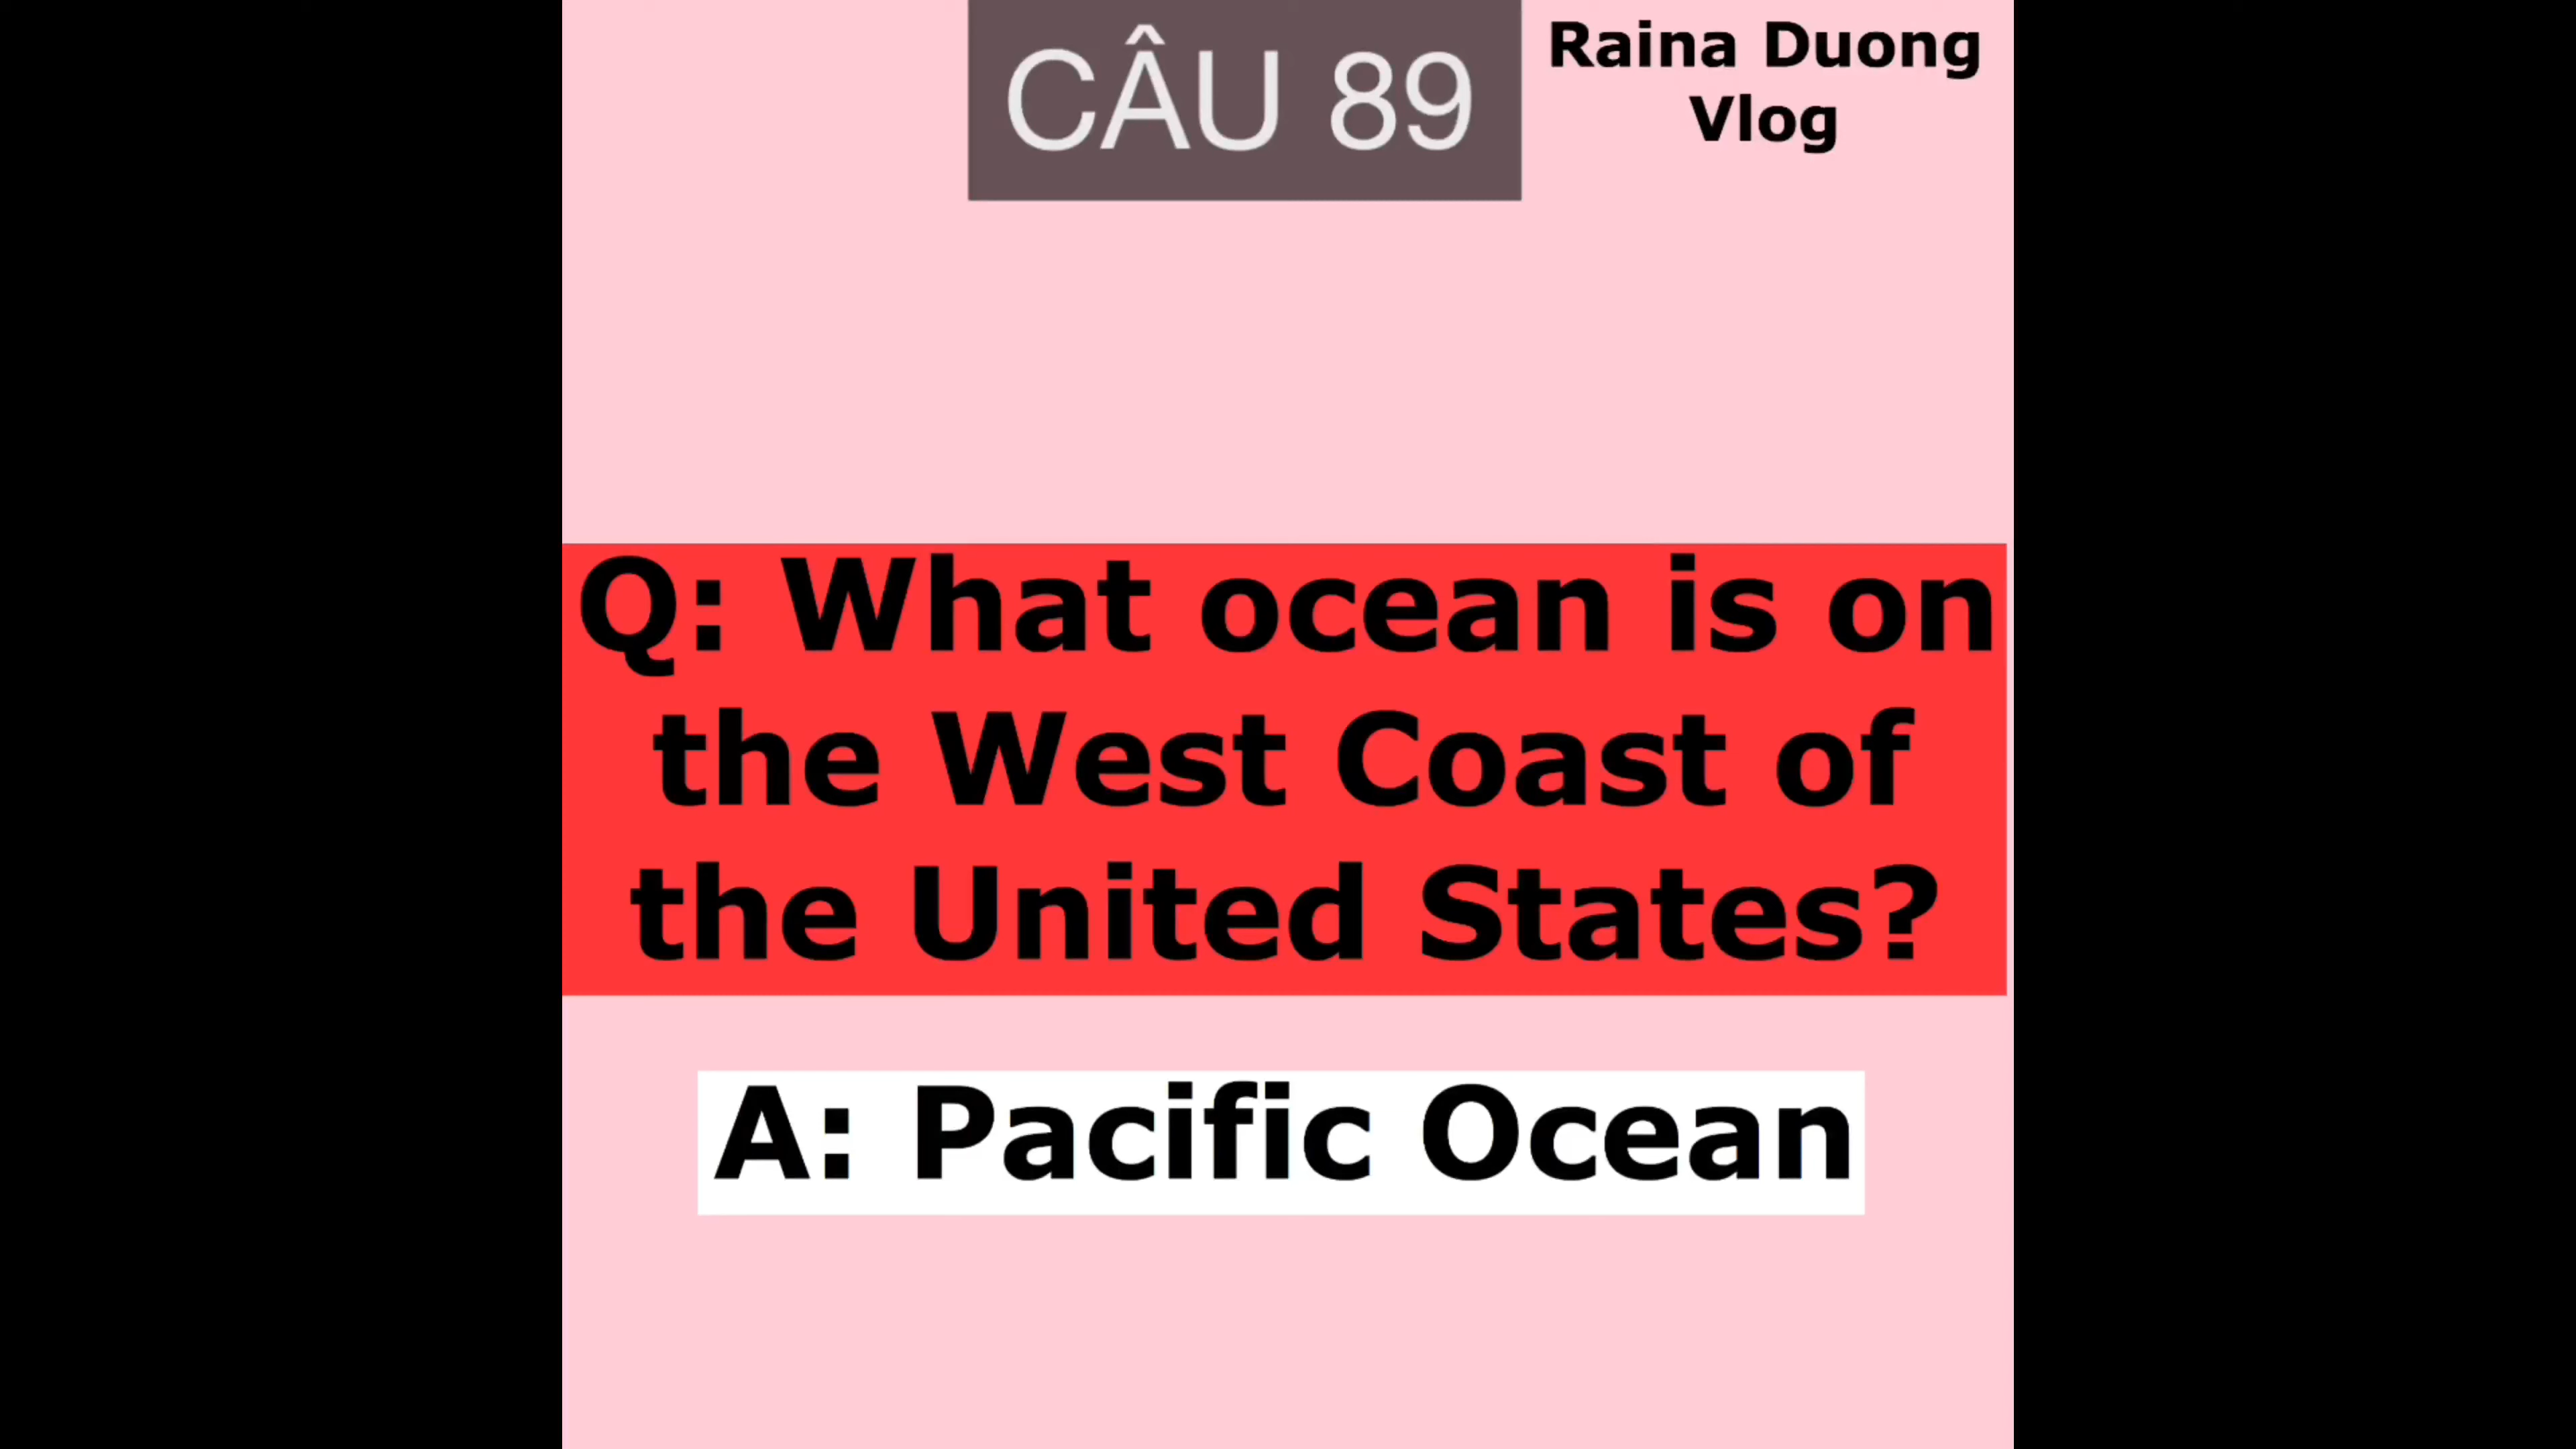 CÂU 89
Raina Duong
Vlog
Q: What ocean is on
the West Coast of
the United States?
A: Pacific Ocean